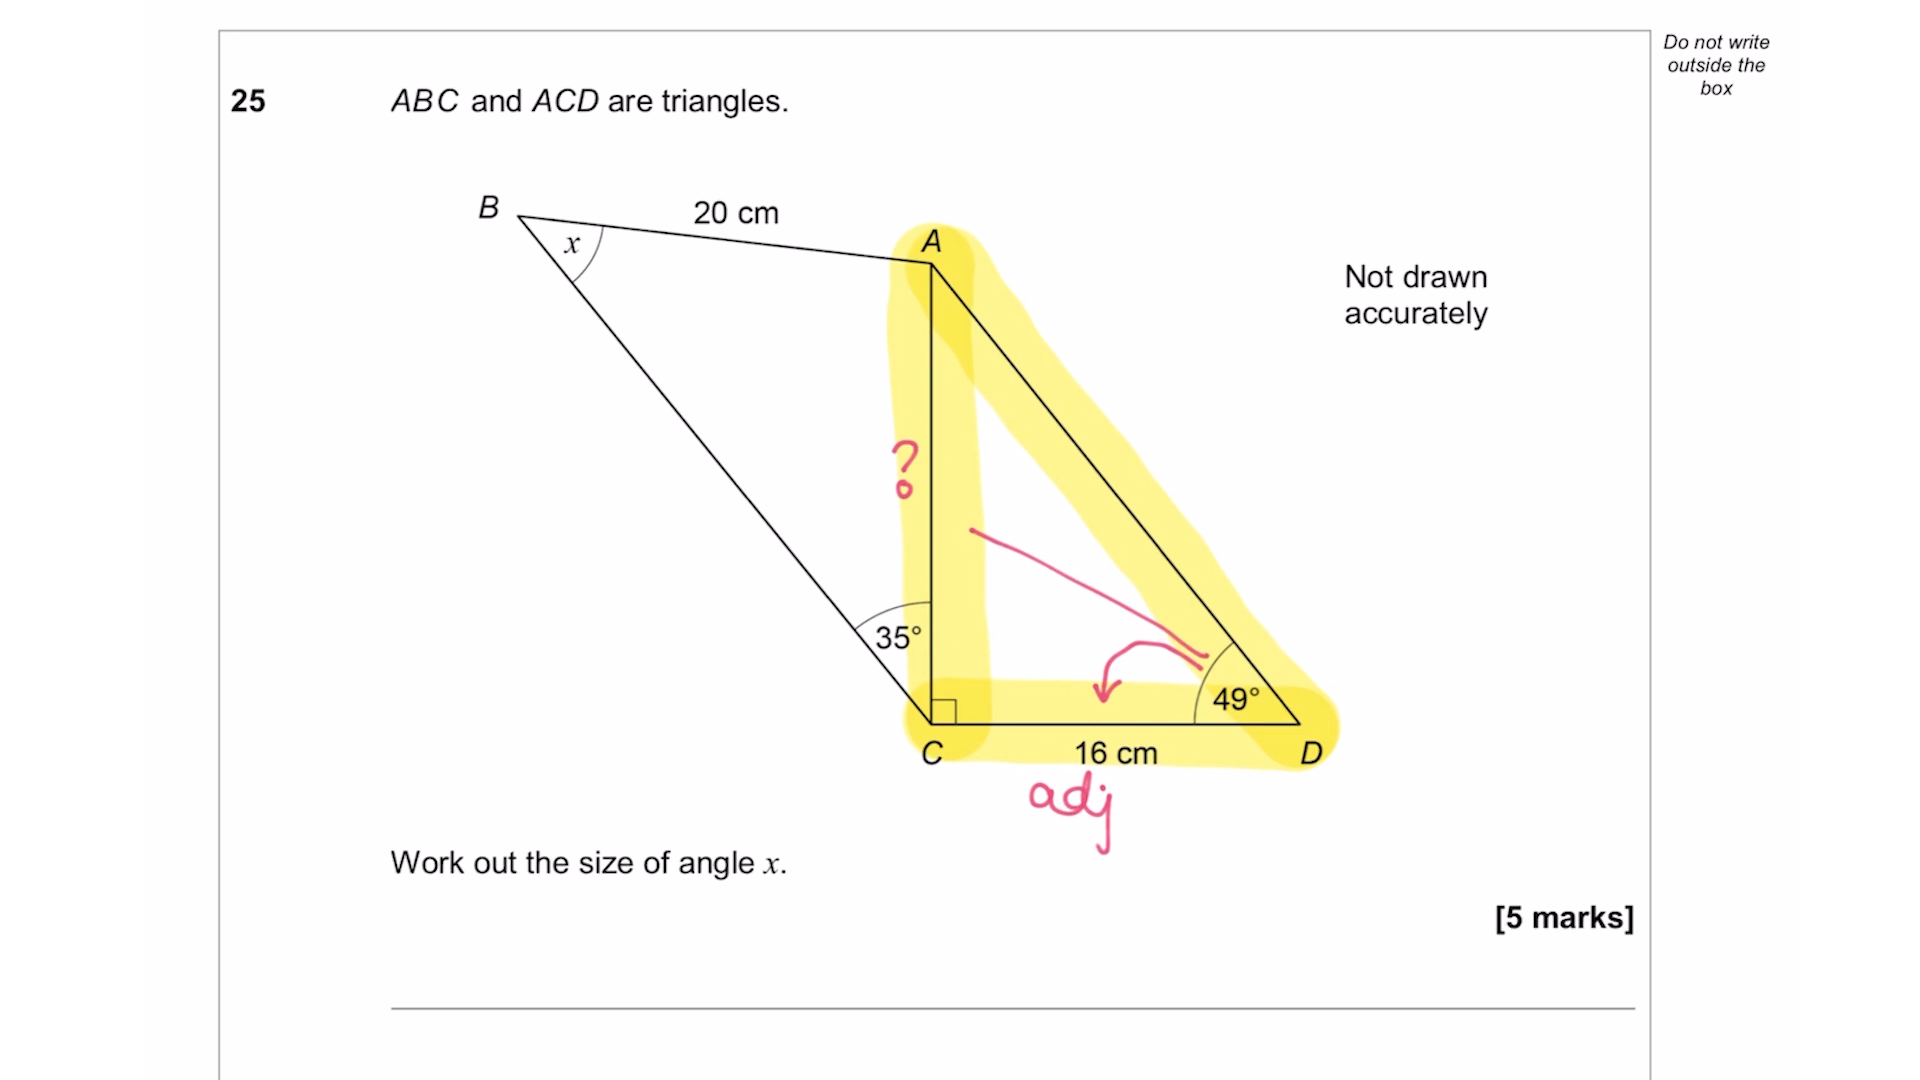 Do not write
outside the
box
25 ABC and ACD are triangles.
B
20 cm
x
A
Not drawn
accurately
?
35°
49°
C
16 cm
D
adj
Work out the size of angle x.
[5 marks]